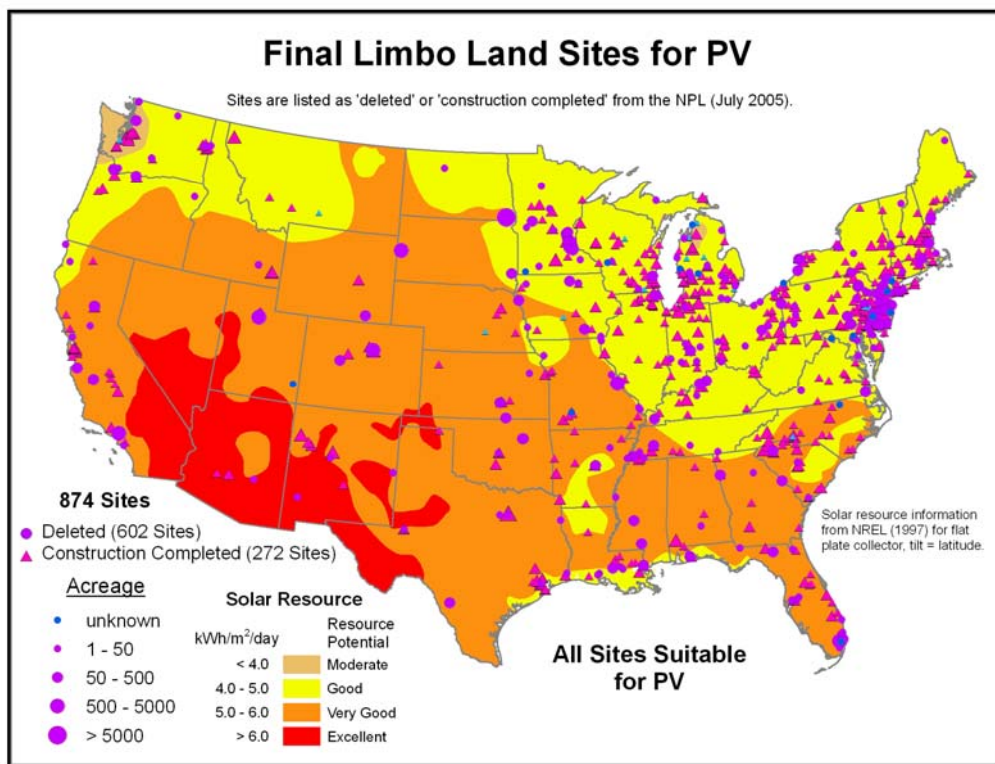 Final Limbo Land Sites for PV
Sites are listed as 'deleted' or 'construction completed' from the NPL (July 2005).
874 Sites
Deleted (602 Sites)
Construction Completed (272 Sites)
Acreage
unknown
1 - 50
50 - 500
500 - 5000
> 5000
Solar Resource
kWh/m²/day
Resource
Potential
< 4.0 Moderate
4.0 - 5.0 Good
5.0 - 6.0 Very Good
> 6.0 Excellent
All Sites Suitable
for PV
Solar resource information
from NREL (1997) for flat
plate collector, tilt = latitude.